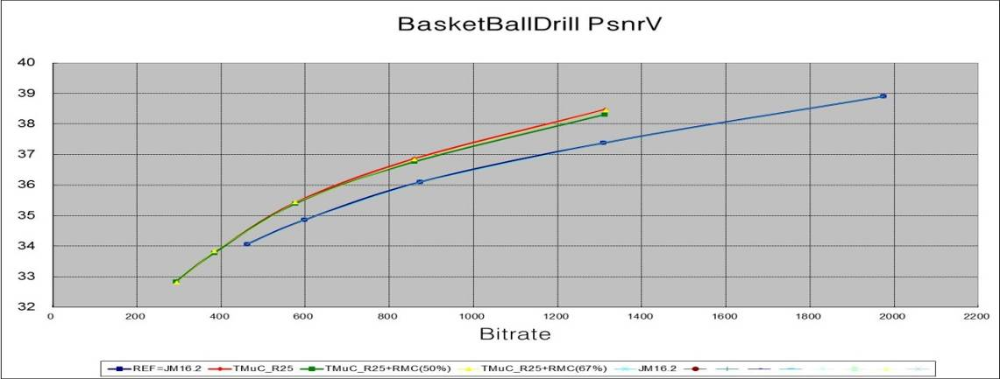 BasketBallDrill PsnrV
40
39
38
37
36
35
34
33
32
0 200 400 600 800 1000 1200 1400 1600 1800 2000 2200
Bitrate
REF=JM16.2 TMuC_R25 TMuC_R25+RMC(50%) TMuC_R25+RMC(67%) JM16.2